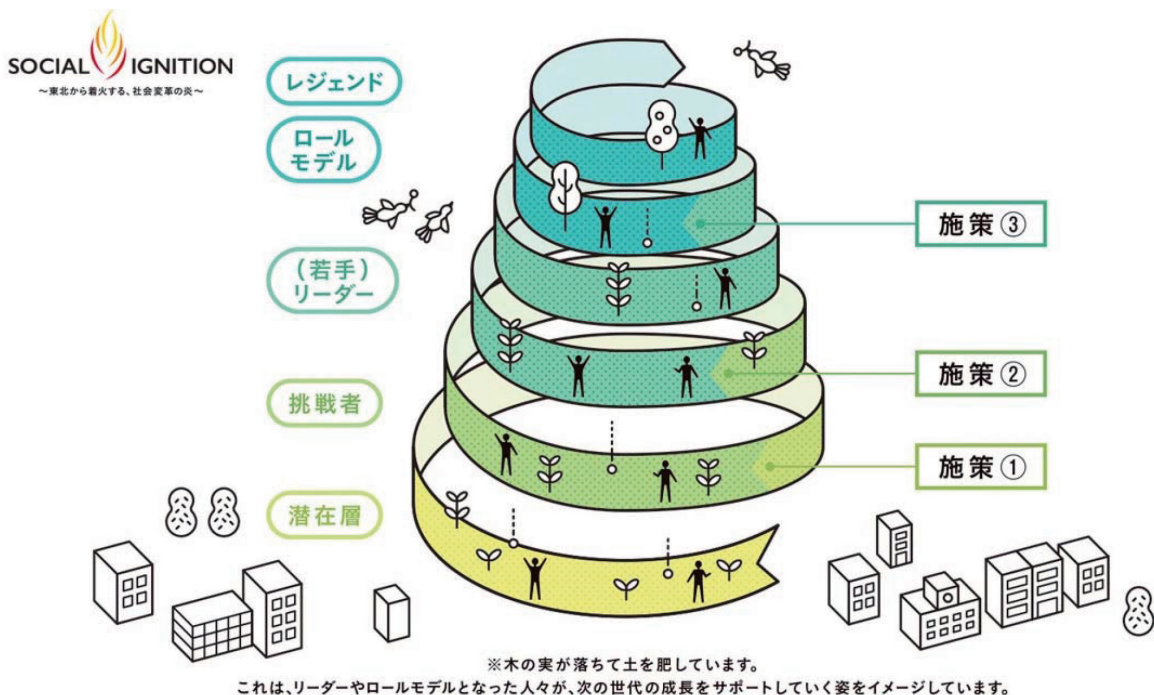 SOCIAL IGNITION
〜東北から着火する、社会変革の炎〜
レジェンド
ロール
モデル
施策③
(若手)
リーダー
施策②
挑戦者
施策①
潜在層
※木の実が落ちて土を肥しています。
これは、リーダーやロールモデルとなった人々が、次の世代の成長をサポートしていく姿をイメージしています。